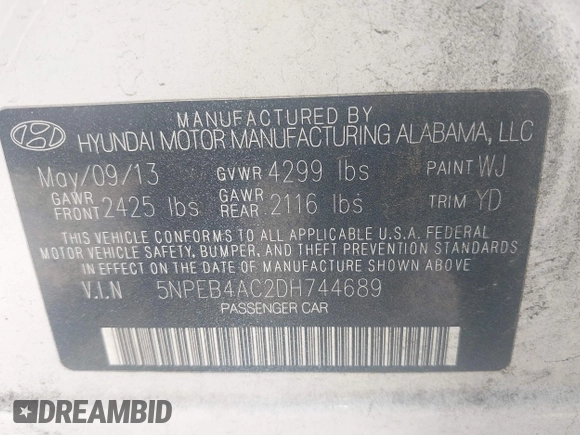 MANUFACTURED BY
HYUNDAI MOTOR MANUFACTURING ALABAMA, LLC
May/09/13 GVWR 4299 lbs PAINT WJ
GAWR FRONT 2425 lbs GAWR REAR 2116 lbs TRIM YD
THIS VEHICLE CONFORMS TO ALL APPLICABLE U.S.A. FEDERAL
MOTOR VEHICLE SAFETY, BUMPER, AND THEFT PREVENTION STANDARDS
IN EFFECT ON THE DATE OF MANUFACTURE SHOWN ABOVE.
V.I.N 5NPEB4AC2DH744689
PASSENGER CAR
DREAMBID